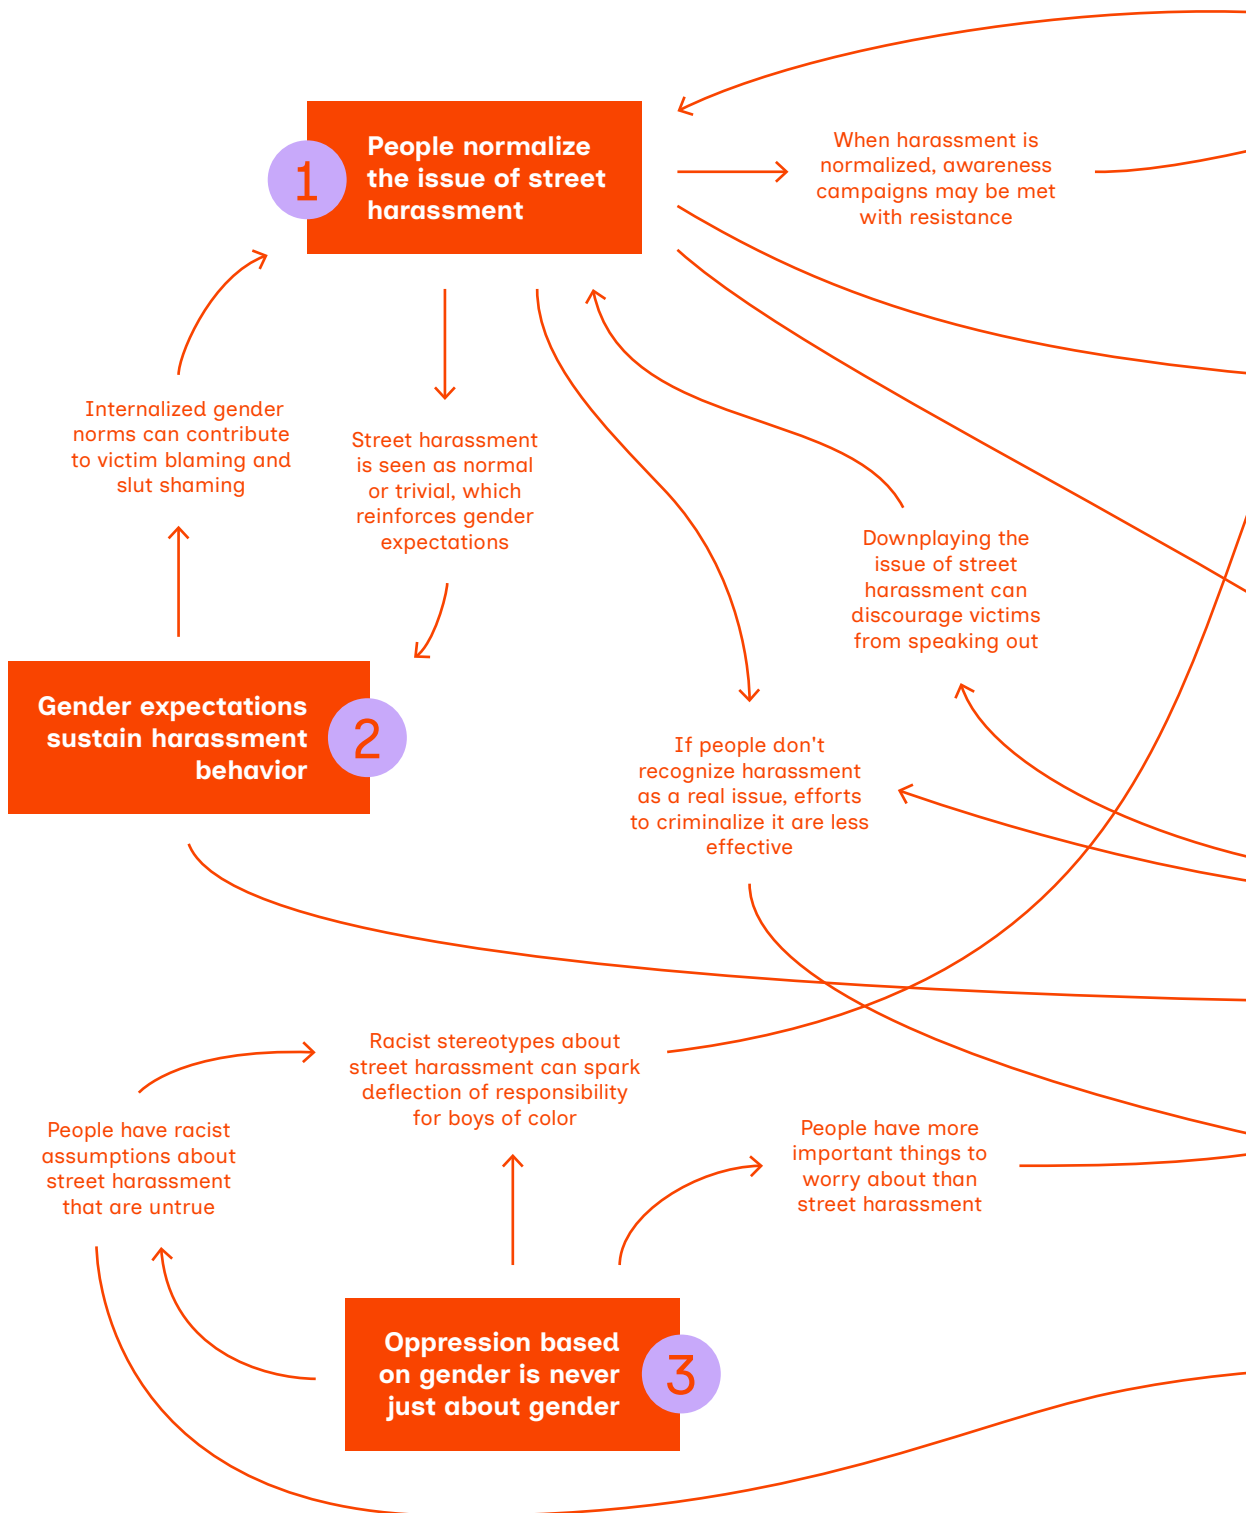 1
People normalize
the issue of street
harassment
When harassment is
normalized, awareness
campaigns may be met
with resistance
Internalized gender
norms can contribute
to victim blaming and
slut shaming
Street harassment
is seen as normal
or trivial, which
reinforces gender
expectations
Downplaying the
issue of street
harassment can
discourage victims
from speaking out
Gender expectations
sustain harassment
behavior
2
If people don't
recognize harassment
as a real issue, efforts
to criminalize it are less
effective
Racist stereotypes about
street harassment can spark
deflection of responsibility
for boys of color
People have racist
assumptions about
street harassment
that are untrue
People have more
important things to
worry about than
street harassment
Oppression based
on gender is never
just about gender
3